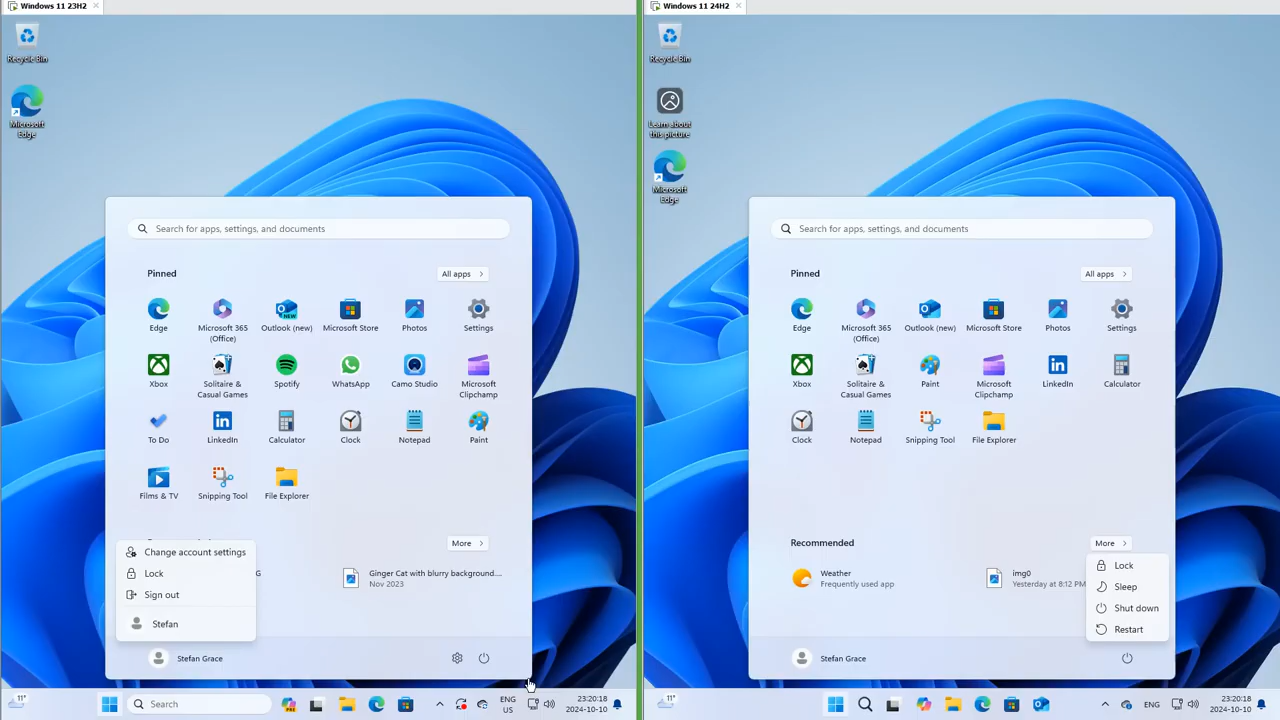 Windows 11 23H2
Recycle Bin
Microsoft
Edge
Search for apps, settings, and documents
Pinned
All apps
Edge
Microsoft 365
(Office)
Outlook (new)
Microsoft Store
Photos
Settings
Xbox
Solitaire &
Casual Games
Spotify
WhatsApp
Camo Studio
Microsoft
Clipchamp
To Do
LinkedIn
Calculator
Clock
Notepad
Paint
Films & TV
Snipping Tool
File Explorer
More
Change account settings
Lock
Sign out
Stefan
G
Ginger Cat with blurry background....
Nov 2023
Stefan Grace
11°
Search
NEW
PRE
ENG
US
23:20:18
2024-10-10
Windows 11 24H2
Recycle Bin
Learn about
this picture
Microsoft
Edge
Search for apps, settings, and documents
Pinned
All apps
Edge
Microsoft 365
(Office)
Outlook (new)
Microsoft Store
Photos
Settings
Xbox
Solitaire &
Casual Games
Paint
Microsoft
Clipchamp
LinkedIn
Calculator
Clock
Notepad
Snipping Tool
File Explorer
Recommended
More
Weather
Frequently used app
img0
Yesterday at 8:12 PM
Lock
Sleep
Shut down
Restart
Stefan Grace
11°
ENG
23:20:18
2024-10-10